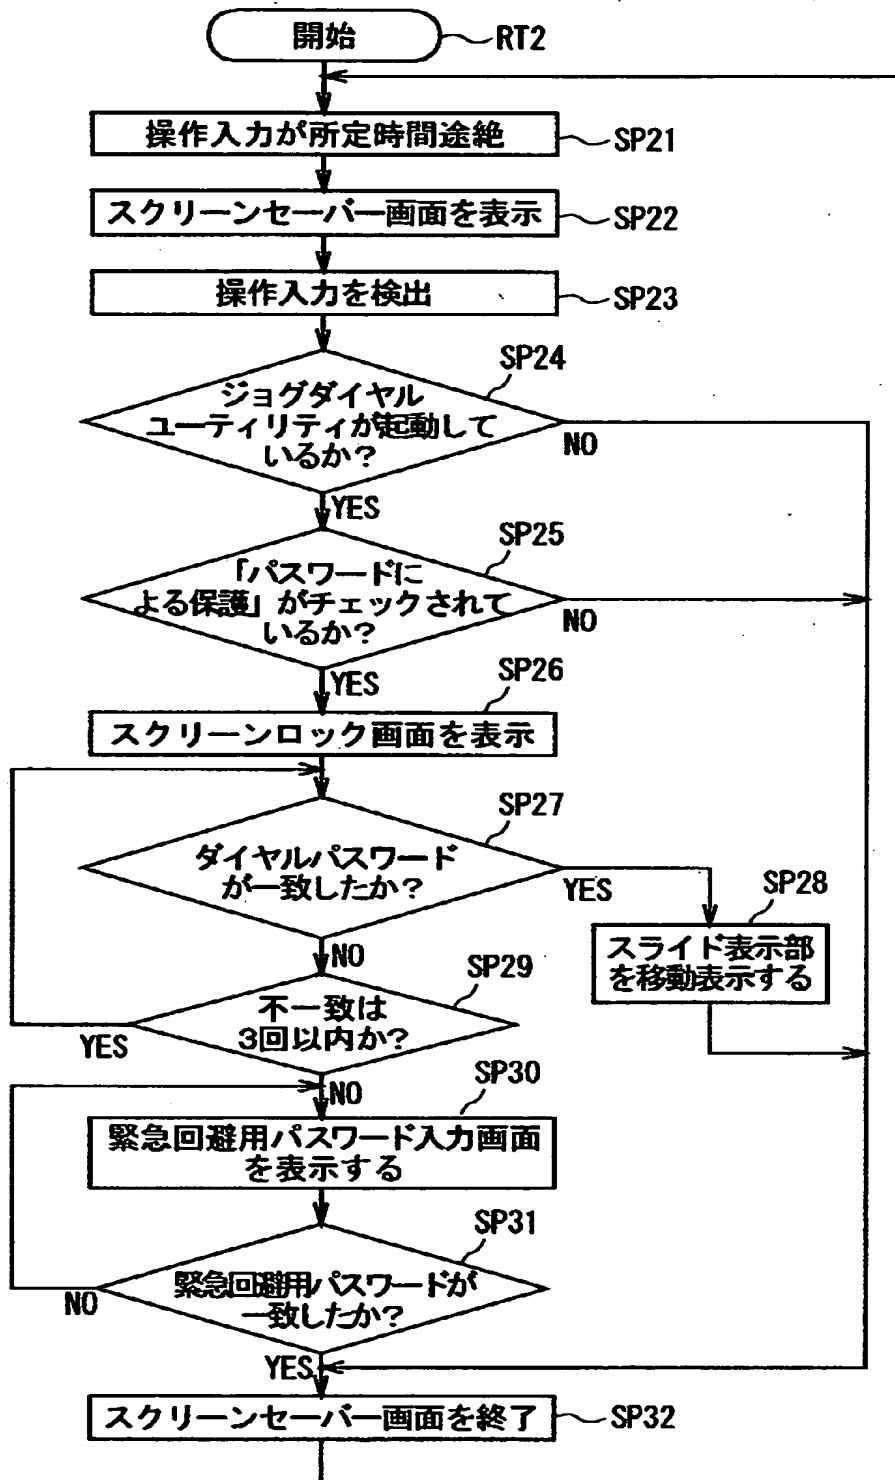 開始
RT2
操作入力が所定時間途絶
SP21
スクリーンセーバー画面を表示
SP22
操作入力を検出
SP23
SP24
ジョグダイヤル
ユーティリティが起動して
いるか?
NO
YES
SP25
「パスワードに
よる保護」がチェックされて
いるか?
NO
YES
SP26
スクリーンロック画面を表示
SP27
ダイヤルパスワード
が一致したか?
YES
SP28
スライド表示部
を移動表示する
NO
SP29
不一致は
3回以内か?
YES
NO
SP30
緊急回避用パスワード入力画面
を表示する
SP31
緊急回避用パスワードが
一致したか?
NO
YES
スクリーンセーバー画面を終了
SP32